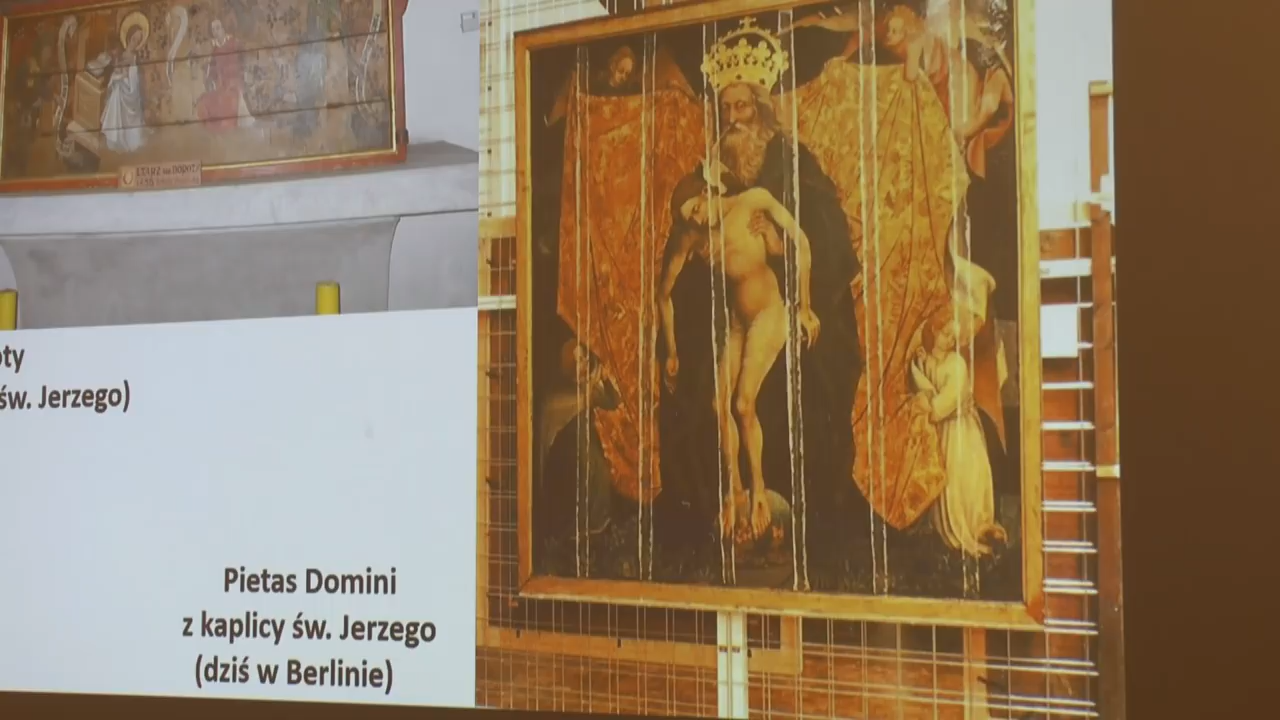 oty
św. Jerzego)
Pietas Domini
z kaplicy św. Jerzego
(dziś w Berlinie)